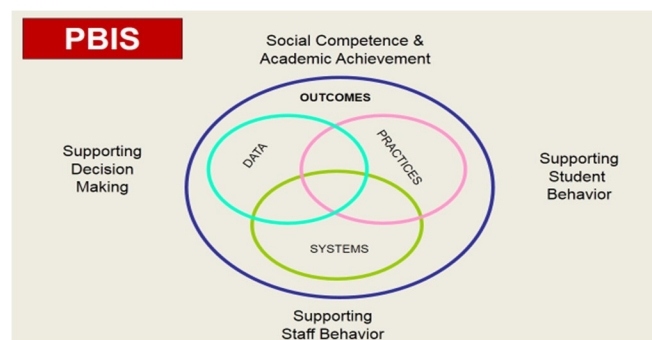 PBIS
Social Competence &
Academic Achievement
OUTCOMES
DATA
PRACTICES
Supporting
Decision
Making
Supporting
Student
Behavior
SYSTEMS
Supporting
Staff Behavior